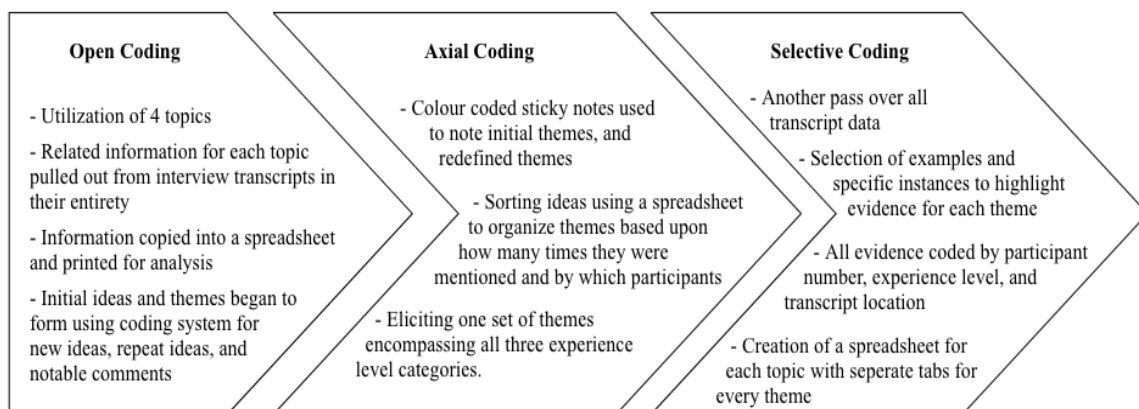 Open Coding
- Utilization of 4 topics
- Related information for each topic
pulled out from interview transcripts in
their entirety
- Information copied into a spreadsheet
and printed for analysis
- Initial ideas and themes began to
form using coding system for
new ideas, repeat ideas, and
notable comments
Axial Coding
- Colour coded sticky notes used
to note initial themes, and
redefined themes
- Sorting ideas using a spreadsheet
to organize themes based upon
how many times they were
mentioned and by which participants
- Eliciting one set of themes
encompassing all three experience
level categories.
Selective Coding
- Another pass over all
transcript data
- Selection of examples and
specific instances to highlight
evidence for each theme
- All evidence coded by participant
number, experience level, and
transcript location
- Creation of a spreadsheet for
each topic with seperate tabs for
every theme